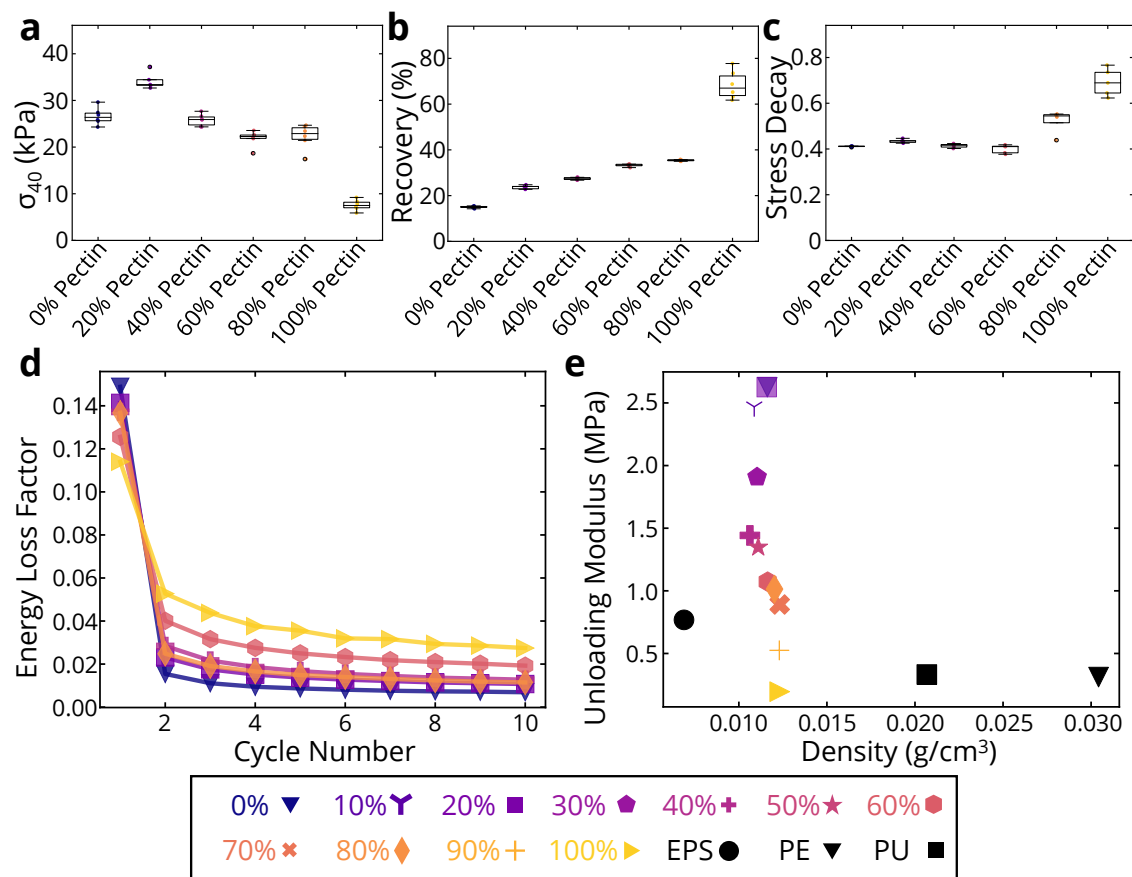 a
σ40 (kPa)
40
30
20
10
0
0% Pectin
20% Pectin
40% Pectin
60% Pectin
80% Pectin
100% Pectin
b
Recovery (%)
80
60
40
20
0
0% Pectin
20% Pectin
40% Pectin
60% Pectin
80% Pectin
100% Pectin
c
Stress Decay
0.8
0.6
0.4
0.2
0
0% Pectin
20% Pectin
40% Pectin
60% Pectin
80% Pectin
100% Pectin
d
Energy Loss Factor
0.14
0.12
0.10
0.08
0.06
0.04
0.02
0.00
2 4 6 8 10
Cycle Number
e
Unloading Modulus (MPa)
2.5
2.0
1.5
1.0
0.5
0.010 0.015 0.020 0.025 0.030
Density (g/cm³)
0% 10% 20% 30% 40% 50% 60%
70% 80% 90% 100% EPS PE PU